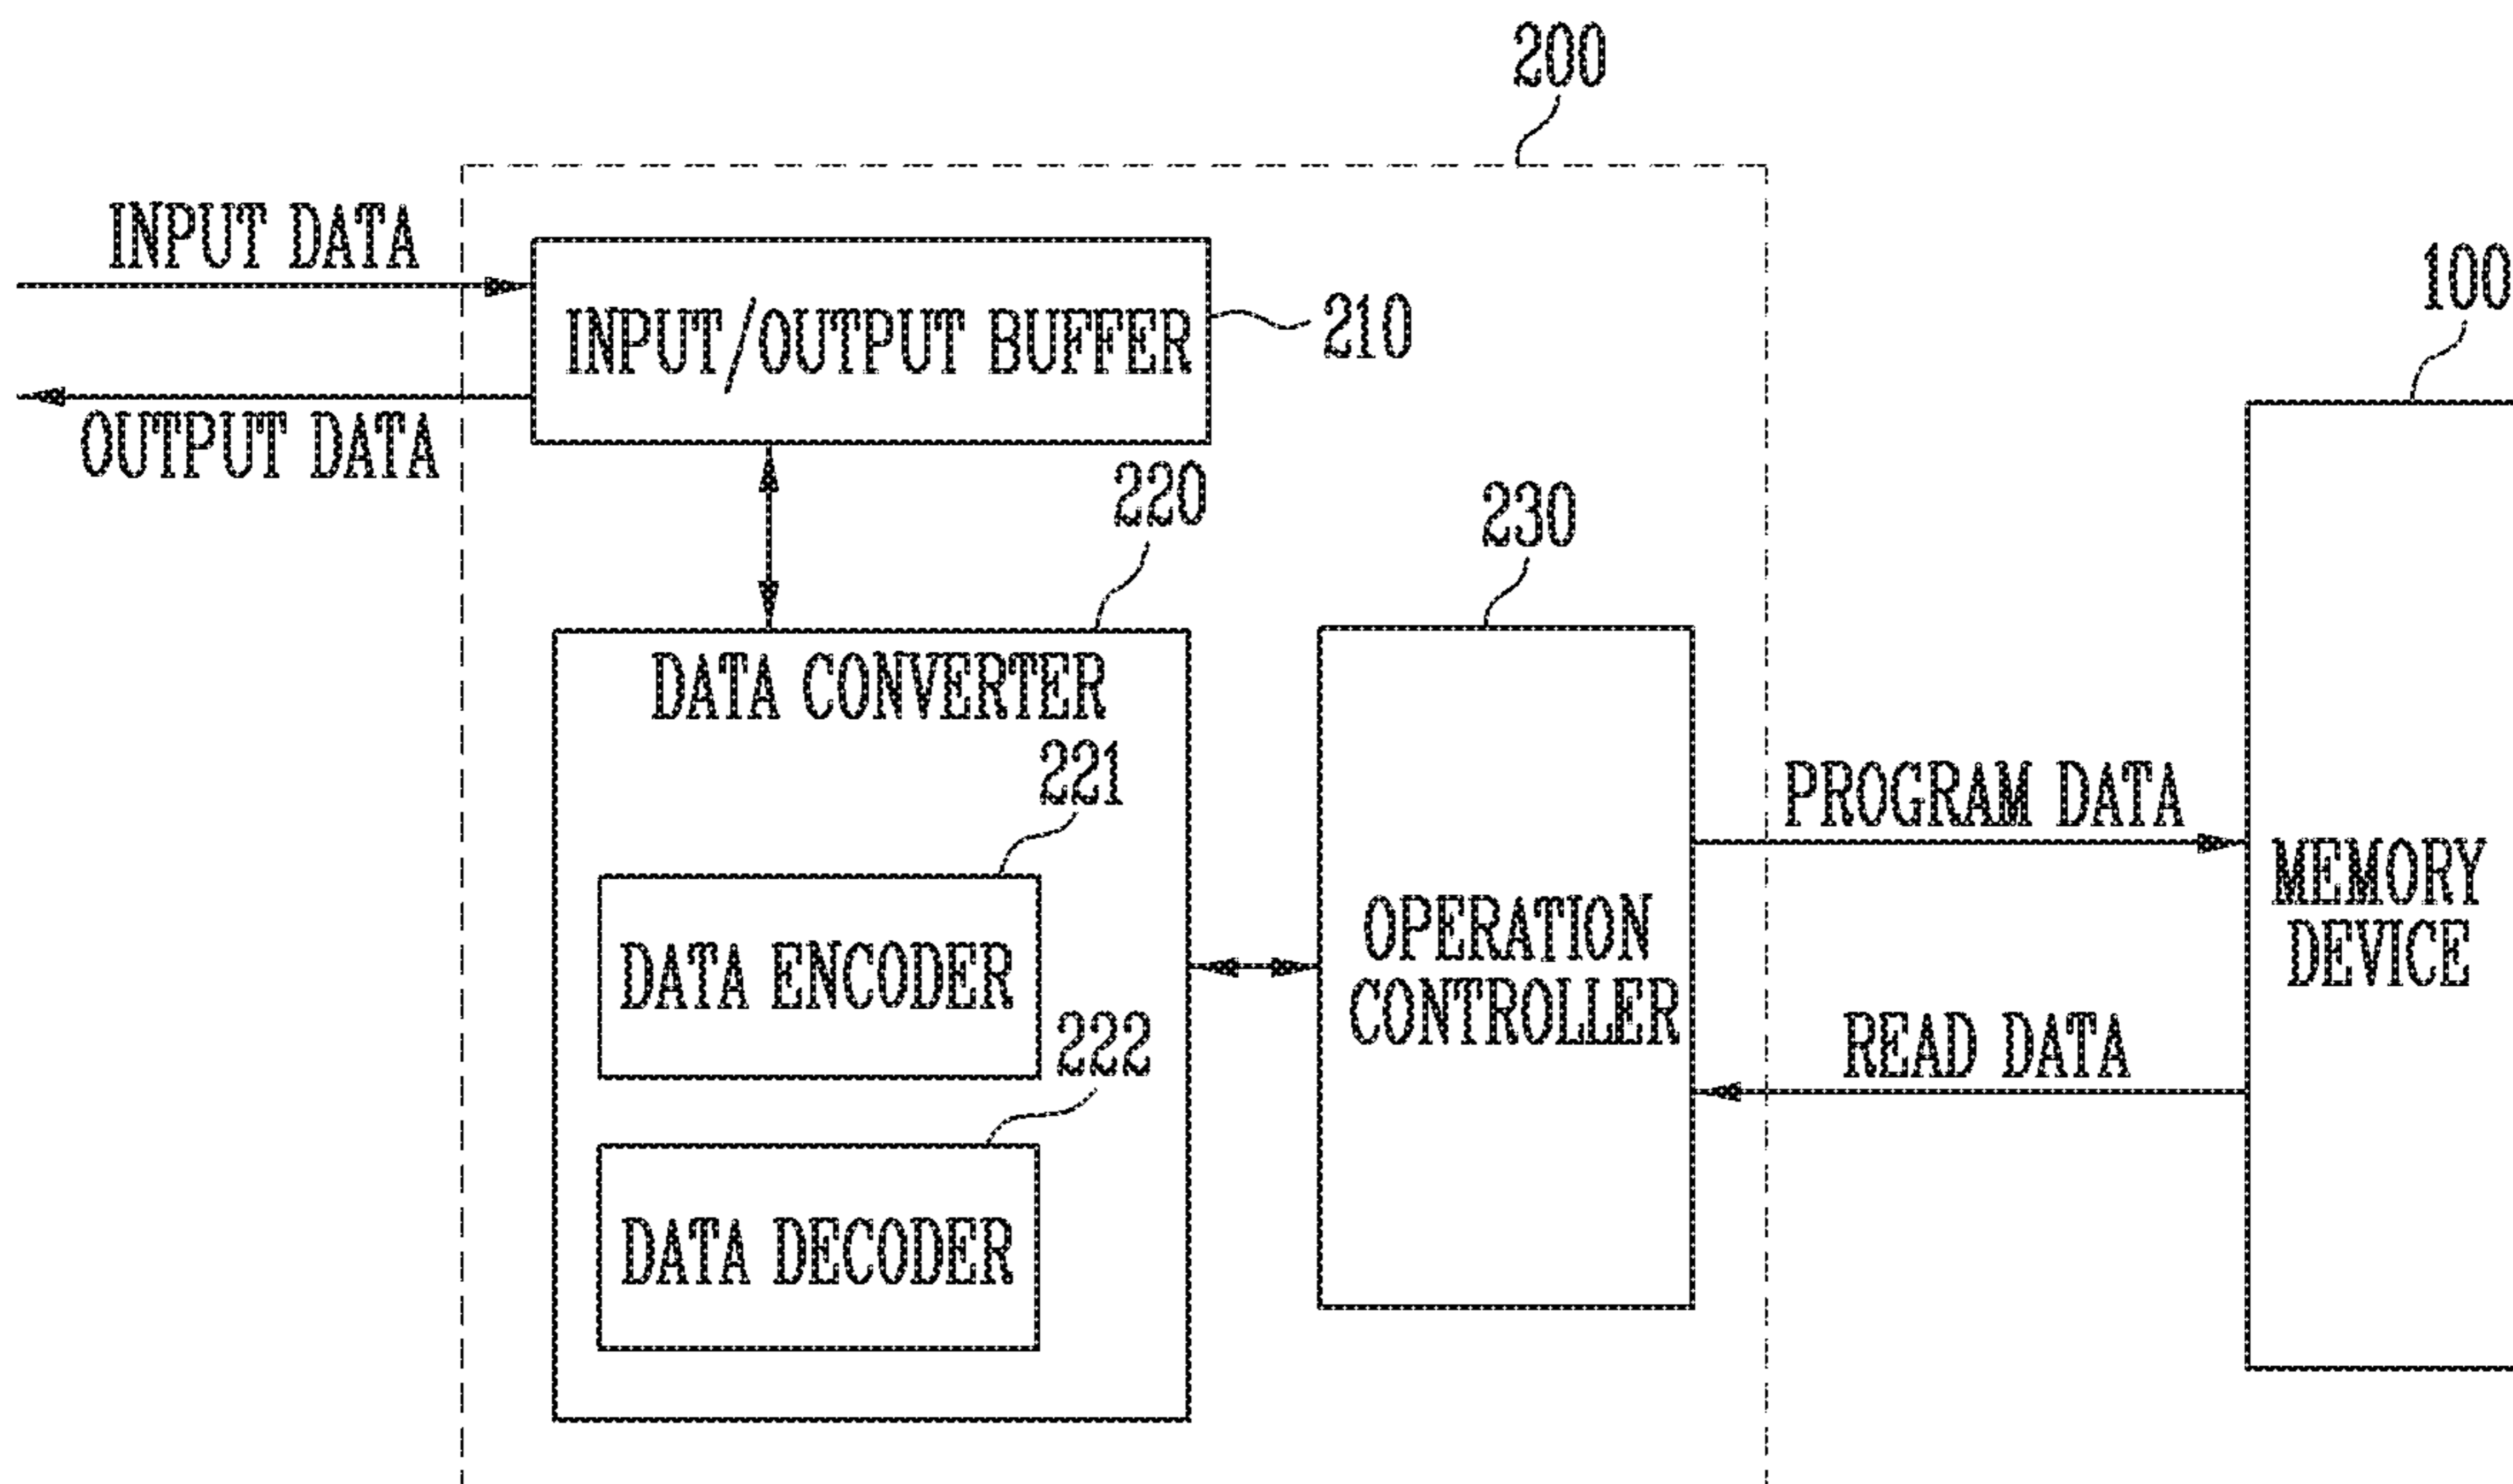 200
INPUT DATA
100
INPUT/OUTPUT BUFFER
210
OUTPUT DATA
220
230
DATA CONVERTER
221
PROGRAM DATA
MEMORY
DEVICE
OPERATION
CONTROLLER
DATA ENCODER
222
READ DATA
DATA DECODER